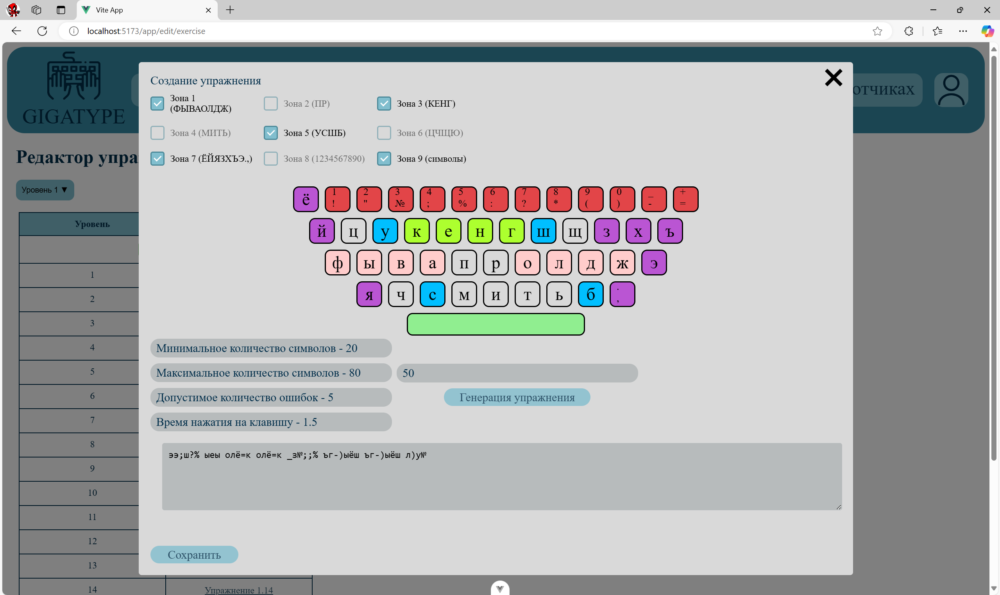 Vite App
localhost:5173/app/edit/exercise
GIGATYPE
отчиках
Создание упражнения
Зона 1
(ФЫВАОЛДЖ)
Зона 2 (ПР)
Зона 3 (КЕНГ)
Зона 4 (МИТЬ)
Зона 5 (УСШБ)
Зона 6 (ЦЧЩЮ)
Зона 7 (ЁЙЯЗХЪЭ.,)
Зона 8 (1234567890)
Зона 9 (символы)
Редактор упра
Уровень 1 ▼
Уровень
1
2
3
4
5
6
7
8
9
10
11
12
13
14 Упражнение 1.14
ё 1 ! 2 " 3 № 4 ; 5 % 6 : 7 ? 8 * 9 ( 0 ) _ - + =
й ц у к е н г ш щ з х ъ
ф ы в а п р о л д ж э
я ч с м и т ь б . ,
Минимальное количество символов - 20
Максимальное количество символов - 80
50
Допустимое количество ошибок - 5
Генерация упражнения
Время нажатия на клавишу - 1.5
ээ;ш?% ыеы олё=к олё=к _з№;;% ъг-)ыёш ъг-)ыёш л)у№
Сохранить